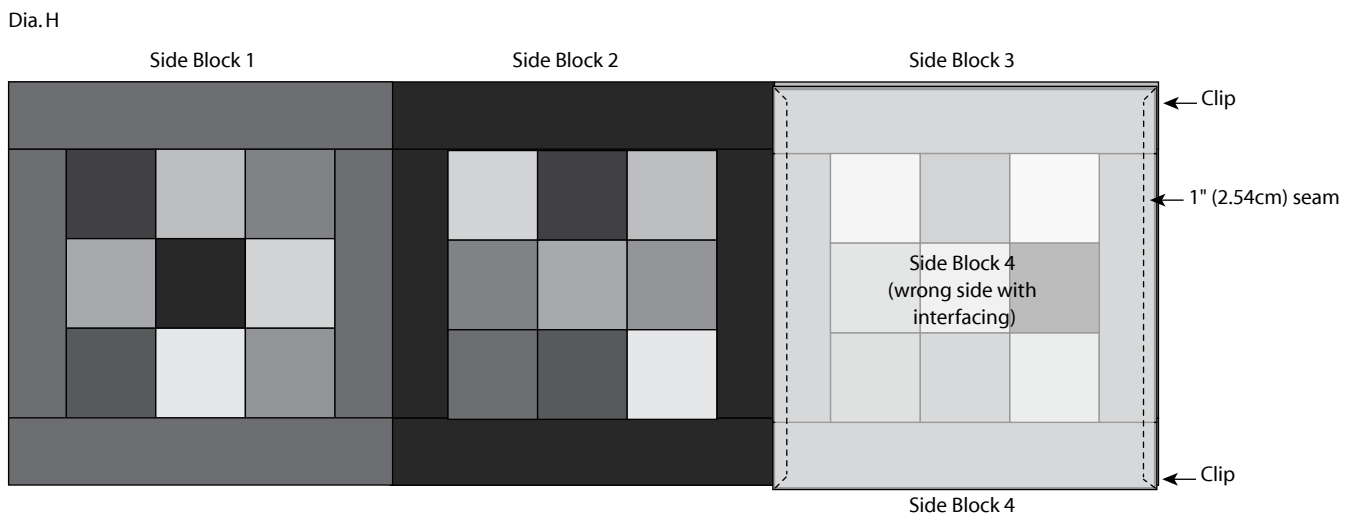 Dia. H
Side Block 1
Side Block 2
Side Block 3
Clip
1" (2.54cm) seam
Side Block 4
(wrong side with
interfacing)
Clip
Side Block 4